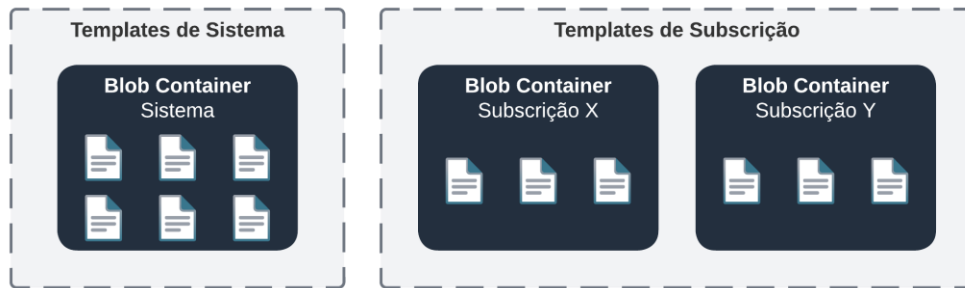 Templates de Sistema
Blob Container
Sistema
Templates de Subscrição
Blob Container
Subscrição X
Blob Container
Subscrição Y